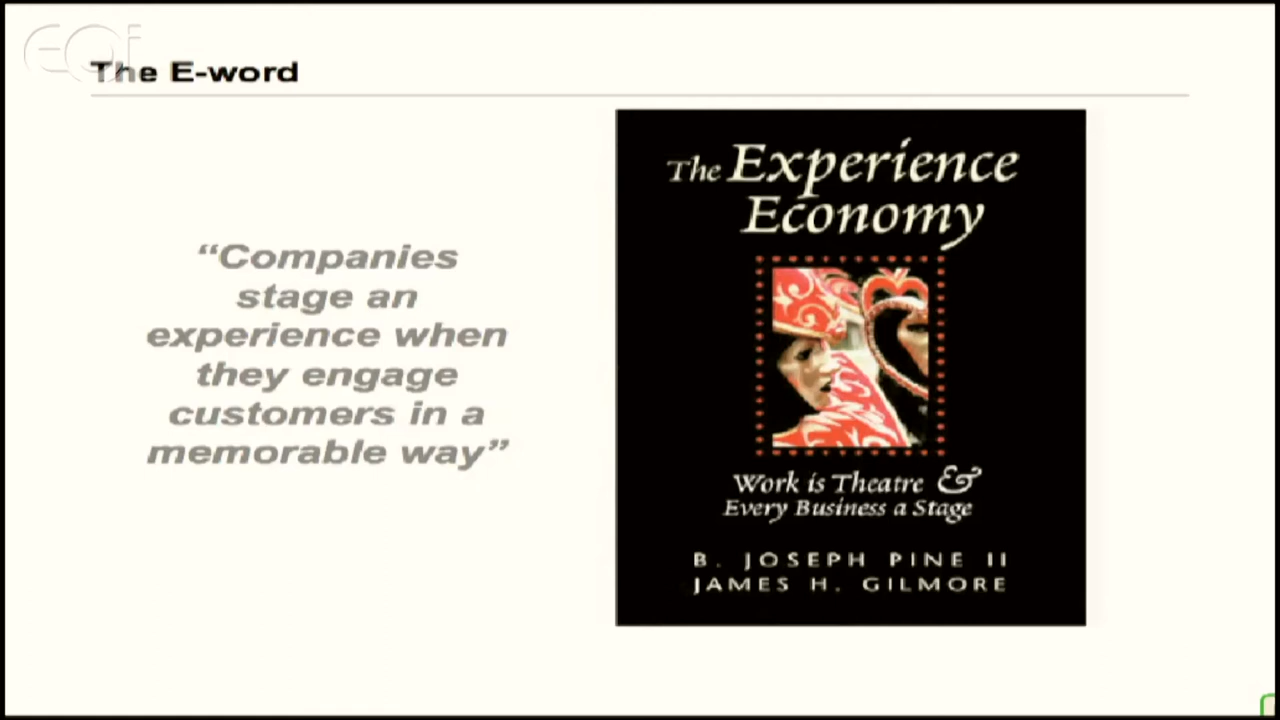 EOI
The E-word
“Companies
stage an
experience when
they engage
customers in a
memorable way”
The Experience
Economy
Work is Theatre &
Every Business a Stage
B. JOSEPH PINE II
JAMES H. GILMORE